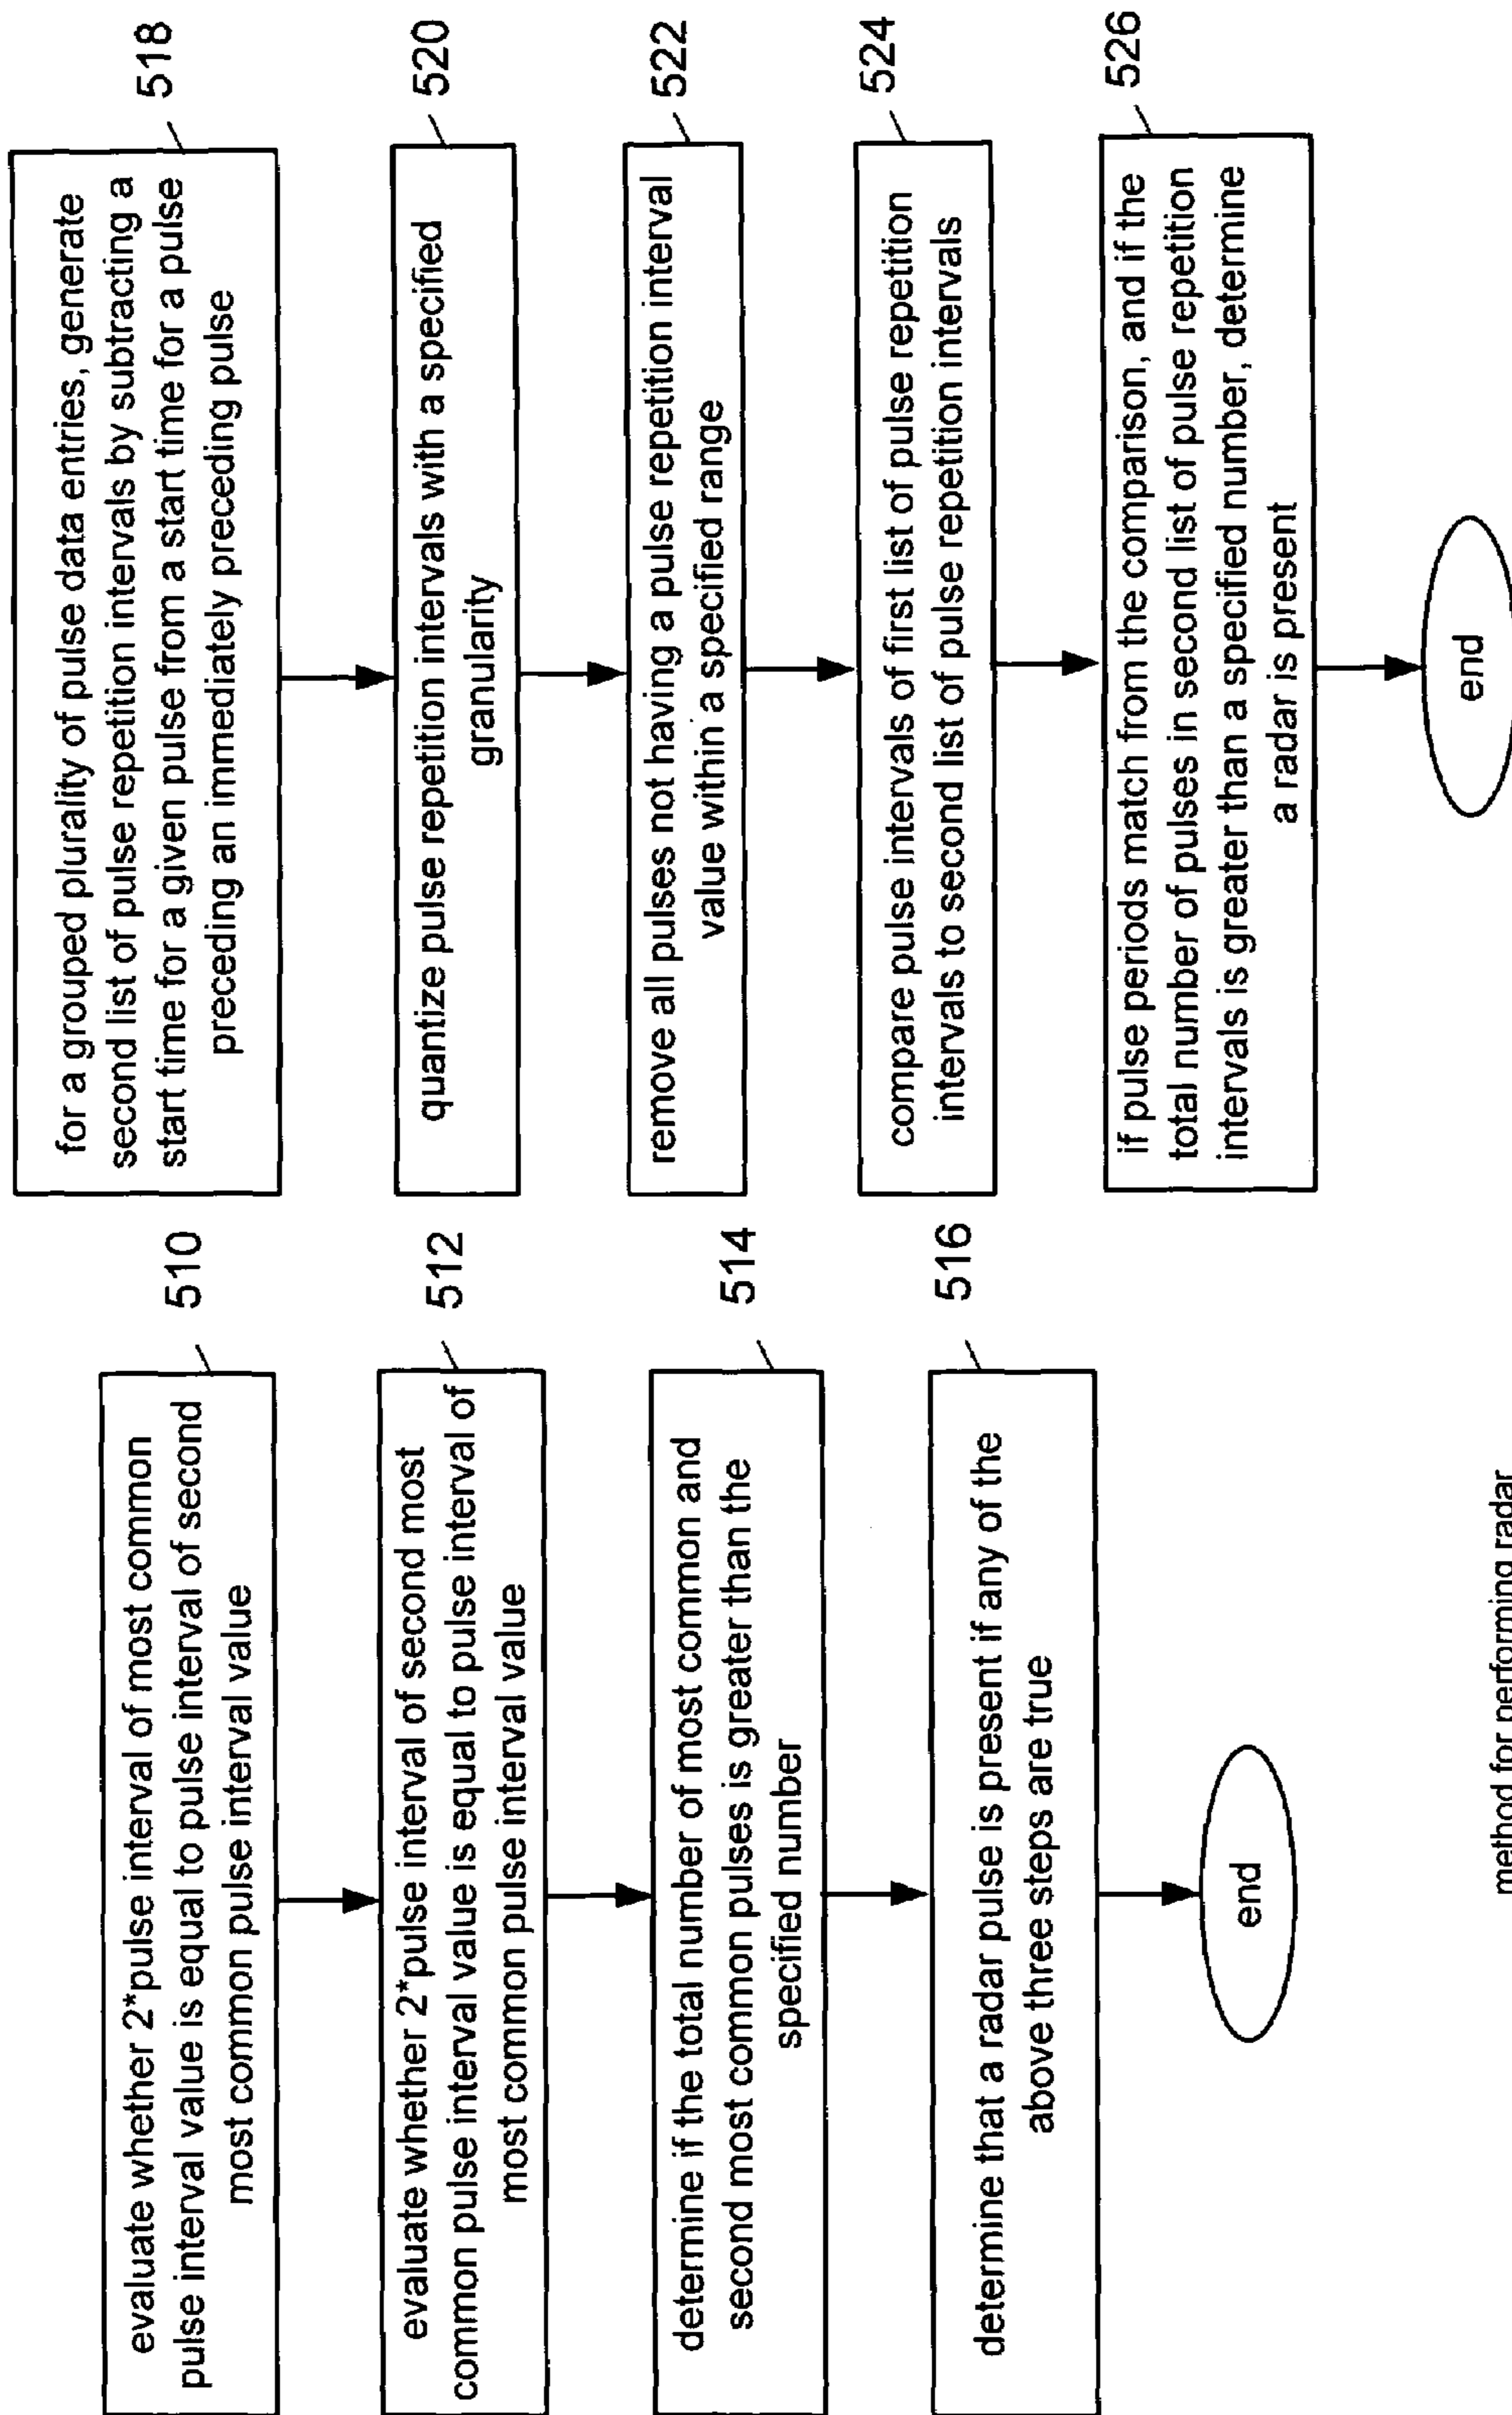 evaluate whether 2*pulse interval of most common
pulse interval value is equal to pulse interval of second
most common pulse interval value
510
evaluate whether 2*pulse interval of second most
common pulse interval value is equal to pulse interval of
most common pulse interval value
512
determine if the total number of most common and
second most common pulses is greater than the
specified number
514
determine that a radar pulse is present if any of the
above three steps are true
516
end
for a grouped plurality of pulse data entries, generate
second list of pulse repetition intervals by subtracting a
start time for a given pulse from a start time for a pulse
preceding an immediately preceding pulse
518
quantize pulse repetition intervals with a specified
granularity
520
remove all pulses not having a pulse repetition interval
value within a specified range
522
compare pulse intervals of first list of pulse repetition
intervals to second list of pulse repetition intervals
524
if pulse periods match from the comparison, and if the
total number of pulses in second list of pulse repetition
intervals is greater than a specified number, determine
a radar is present
526
end
method for performing radar